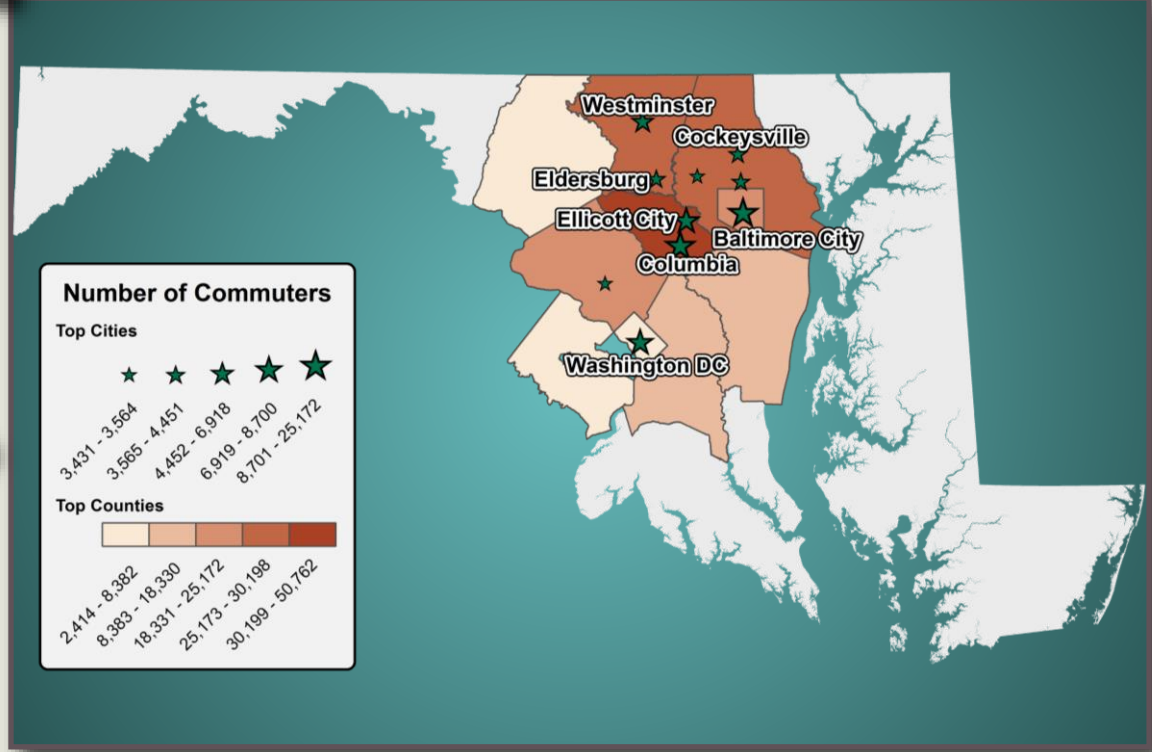 Westminster
Cockeysville
Eldersburg
Ellicott City
Baltimore City
Columbia
Washington DC
Number of Commuters
Top Cities
3,431 - 3,564
3,565 - 4,451
4,452 - 6,918
6,919 - 8,700
8,701 - 25,172
Top Counties
2,414 - 8,382
8,383 - 18,330
18,331 - 25,172
25,173 - 30,198
30,199 - 50,762